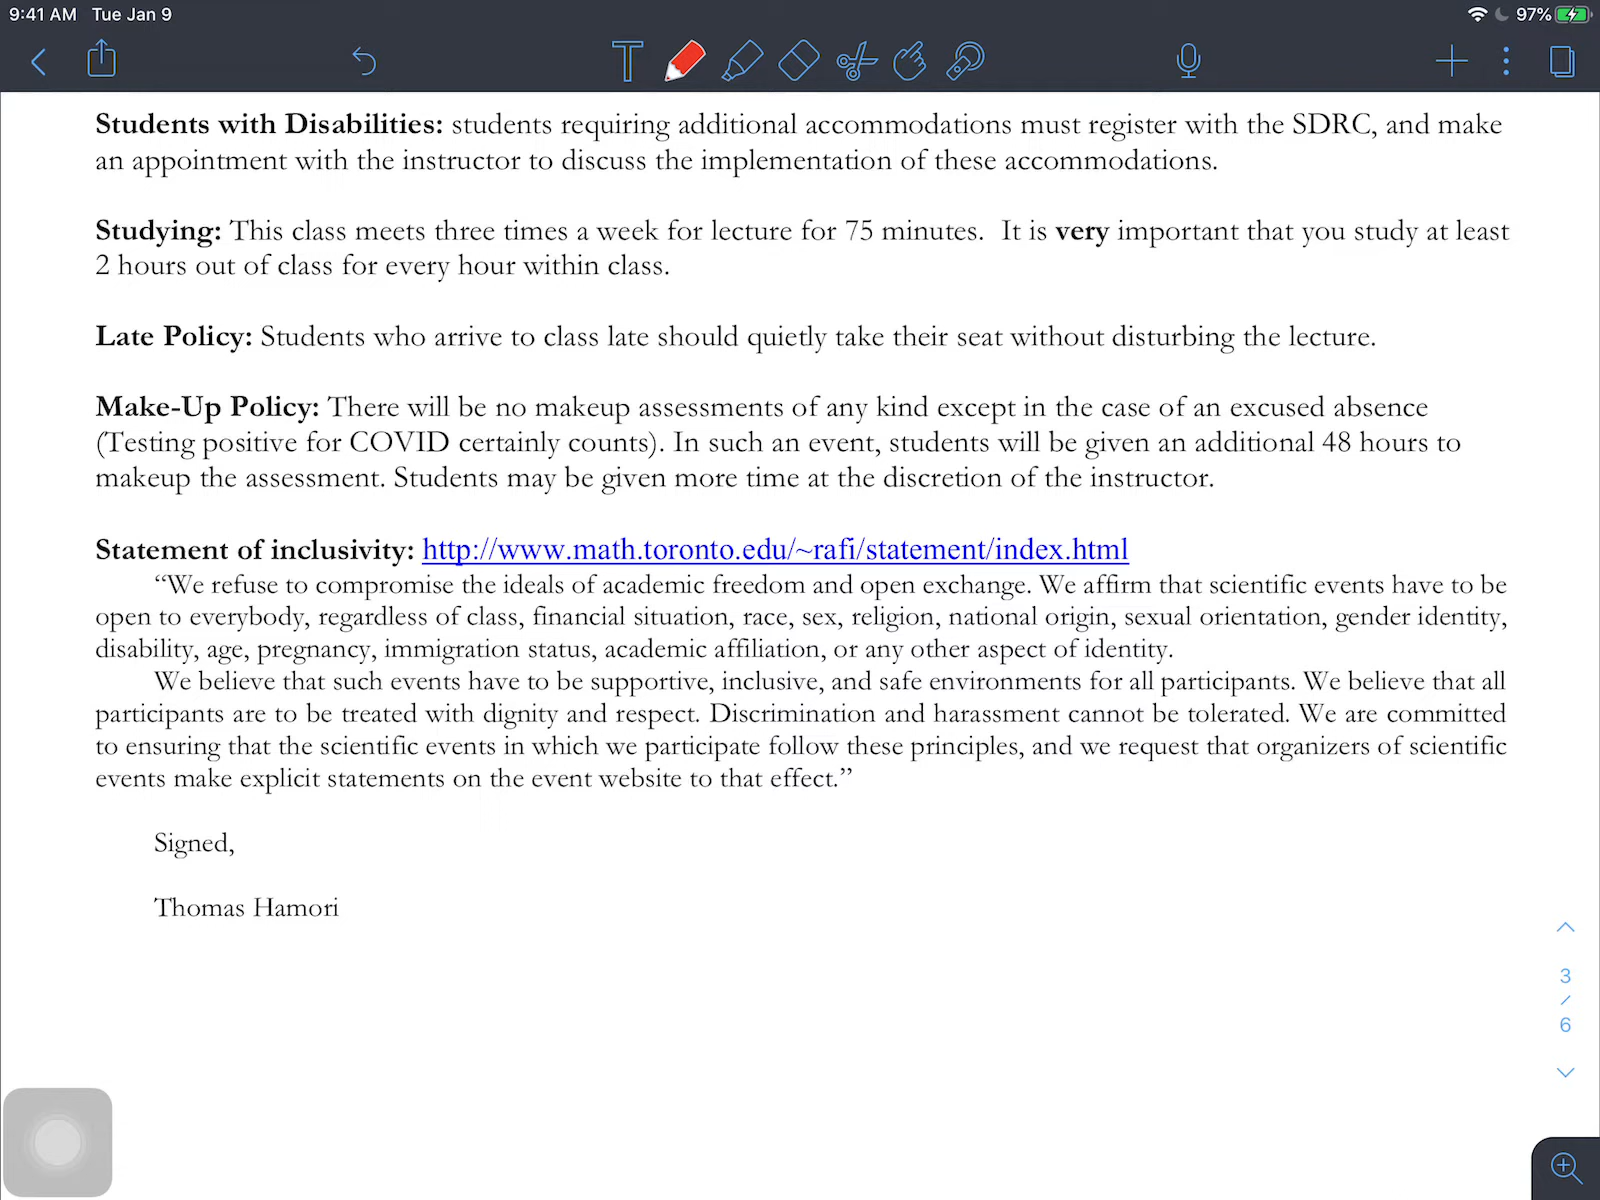 9:41 AM Tue Jan 9
97%
Students with Disabilities: students requiring additional accommodations must register with the SDRC, and make
an appointment with the instructor to discuss the implementation of these accommodations.
Studying: This class meets three times a week for lecture for 75 minutes. It is very important that you study at least
2 hours out of class for every hour within class.
Late Policy: Students who arrive to class late should quietly take their seat without disturbing the lecture.
Make-Up Policy: There will be no makeup assessments of any kind except in the case of an excused absence
(Testing positive for COVID certainly counts). In such an event, students will be given an additional 48 hours to
makeup the assessment. Students may be given more time at the discretion of the instructor.
Statement of inclusivity: http://www.math.toronto.edu/~rafi/statement/index.html
“We refuse to compromise the ideals of academic freedom and open exchange. We affirm that scientific events have to be
open to everybody, regardless of class, financial situation, race, sex, religion, national origin, sexual orientation, gender identity,
disability, age, pregnancy, immigration status, academic affiliation, or any other aspect of identity.
We believe that such events have to be supportive, inclusive, and safe environments for all participants. We believe that all
participants are to be treated with dignity and respect. Discrimination and harassment cannot be tolerated. We are committed
to ensuring that the scientific events in which we participate follow these principles, and we request that organizers of scientific
events make explicit statements on the event website to that effect.”
Signed,
Thomas Hamori
3
/
6